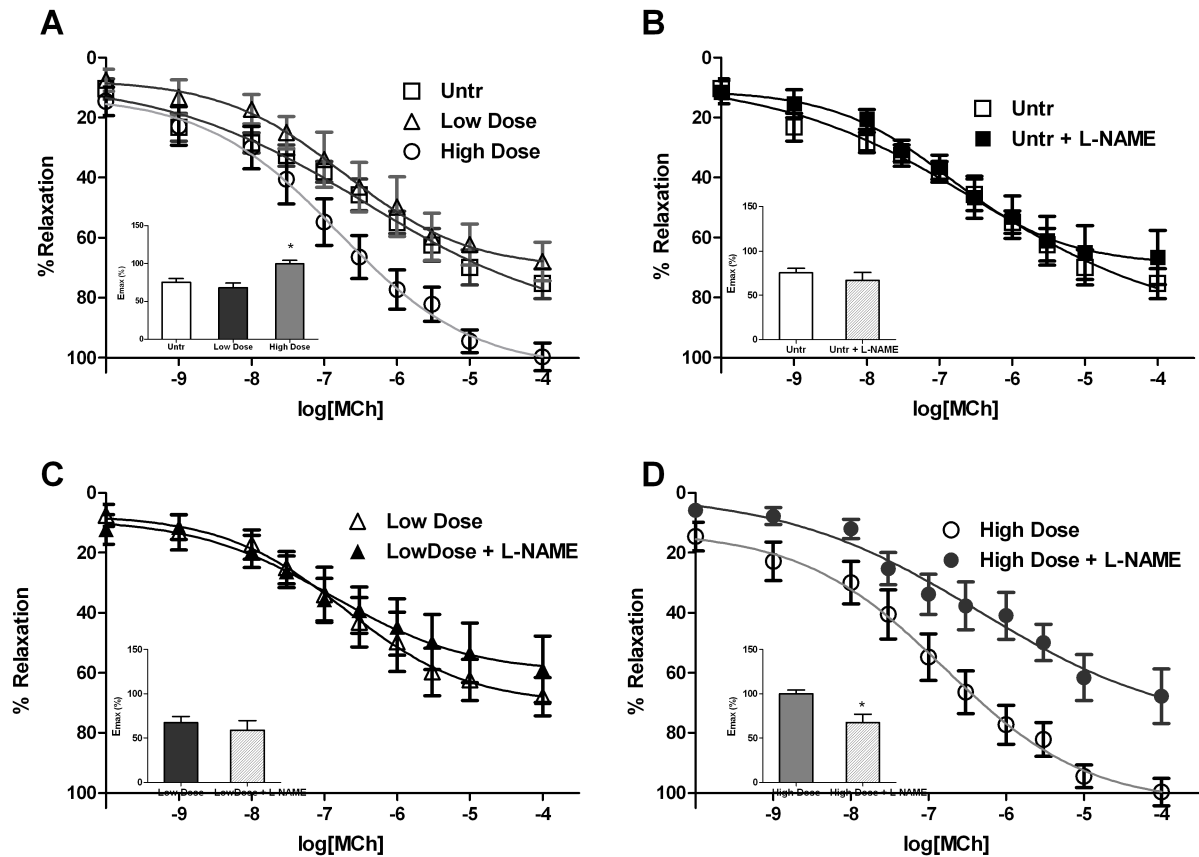 A
0
20
40
60
80
100
% Relaxation
Untr
Low Dose
High Dose
150
100
50
0
Emax (%)
*
Untr Low Dose High Dose
-9 -8 -7 -6 -5 -4
log[MCh]
B
0
20
40
60
80
100
% Relaxation
Untr
Untr + L-NAME
150
100
50
0
Emax (%)
Untr Untr + L-NAME
-9 -8 -7 -6 -5 -4
log[MCh]
C
0
20
40
60
80
100
% Relaxation
Low Dose
LowDose + L-NAME
150
100
50
0
Emax (%)
Low Dose LowDose + L-NAME
-9 -8 -7 -6 -5 -4
log[MCh]
D
0
20
40
60
80
100
% Relaxation
High Dose
High Dose + L-NAME
150
100
50
0
Emax (%)
*
High Dose High Dose + L-NAME
-9 -8 -7 -6 -5 -4
log[MCh]